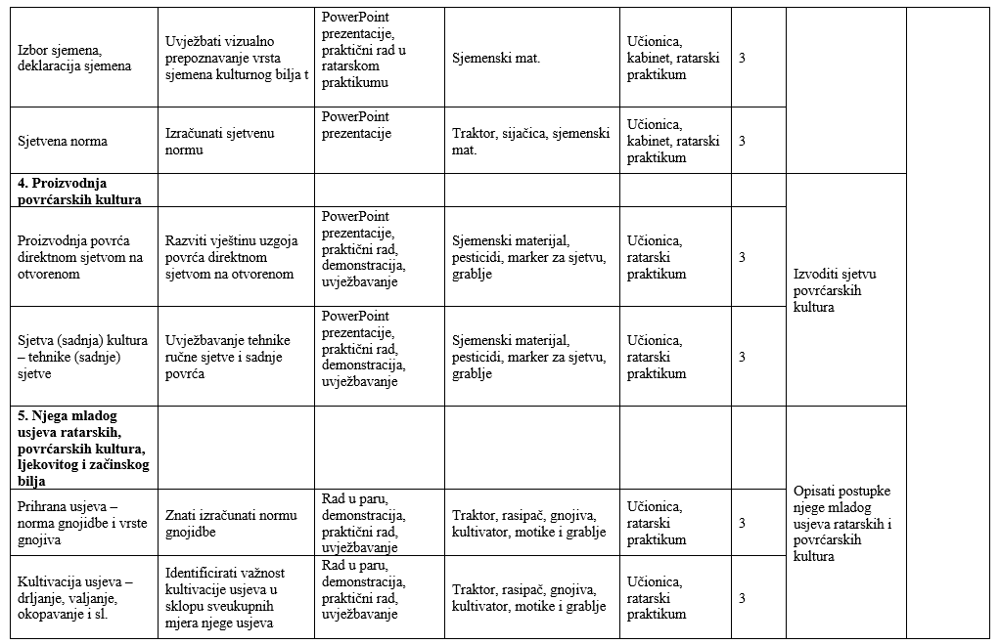 Izbor sjemena,
deklaracija sjemena
Uvježbati vizualno
prepoznavanje vrsta
sjemena kulturnog bilja t
PowerPoint
prezentacije,
praktični rad u
ratarskom
praktikumu
Sjemenski mat.
Učionica,
kabinet, ratarski
praktikum
3
Sjetvena norma
Izračunati sjetvenu
normu
PowerPoint
prezentacije
Traktor, sijačica, sjemenski
mat.
Učionica,
kabinet, ratarski
praktikum
3
4. Proizvodnja
povrćarskih kultura
Proizvodnja povrća
direktnom sjetvom na
otvorenom
Razviti vještinu uzgoja
povrća direktnom
sjetvom na otvorenom
PowerPoint
prezentacije,
praktični rad,
demonstracija,
uvježbavanje
Sjemenski materijal,
pesticidi, marker za sjetvu,
grablje
Učionica,
ratarski
praktikum
3
Izvoditi sjetvu
povrćarskih
kultura
Sjetva (sadnja) kultura
– tehnike (sadnje)
sjetve
Uvježbavanje tehnike
ručne sjetve i sadnje
povrća
PowerPoint
prezentacije,
praktični rad,
demonstracija,
uvježbavanje
Sjemenski materijal,
pesticidi, marker za sjetvu,
grablje
Učionica,
ratarski
praktikum
3
5. Njega mladog
usjeva ratarskih,
povrćarskih kultura,
ljekovitog i začinskog
bilja
Prihrana usjeva –
norma gnojidbe i vrste
gnojiva
Znati izračunati normu
gnojidbe
Rad u paru,
demonstracija,
praktični rad,
uvježbavanje
Traktor, rasipač, gnojiva,
kultivator, motike i grablje
Učionica,
ratarski
praktikum
3
Opisati postupke
njege mladog
usjeva ratarskih i
povrćarskih
kultura
Kultivacija usjeva –
drljanje, valjanje,
okopavanje i sl.
Identificirati važnost
kultivacije usjeva u
sklopu sveukupnih
mjera njege usjeva
Rad u paru,
demonstracija,
praktični rad,
uvježbavanje
Traktor, rasipač, gnojiva,
kultivator, motike i grablje
Učionica,
ratarski
praktikum
3